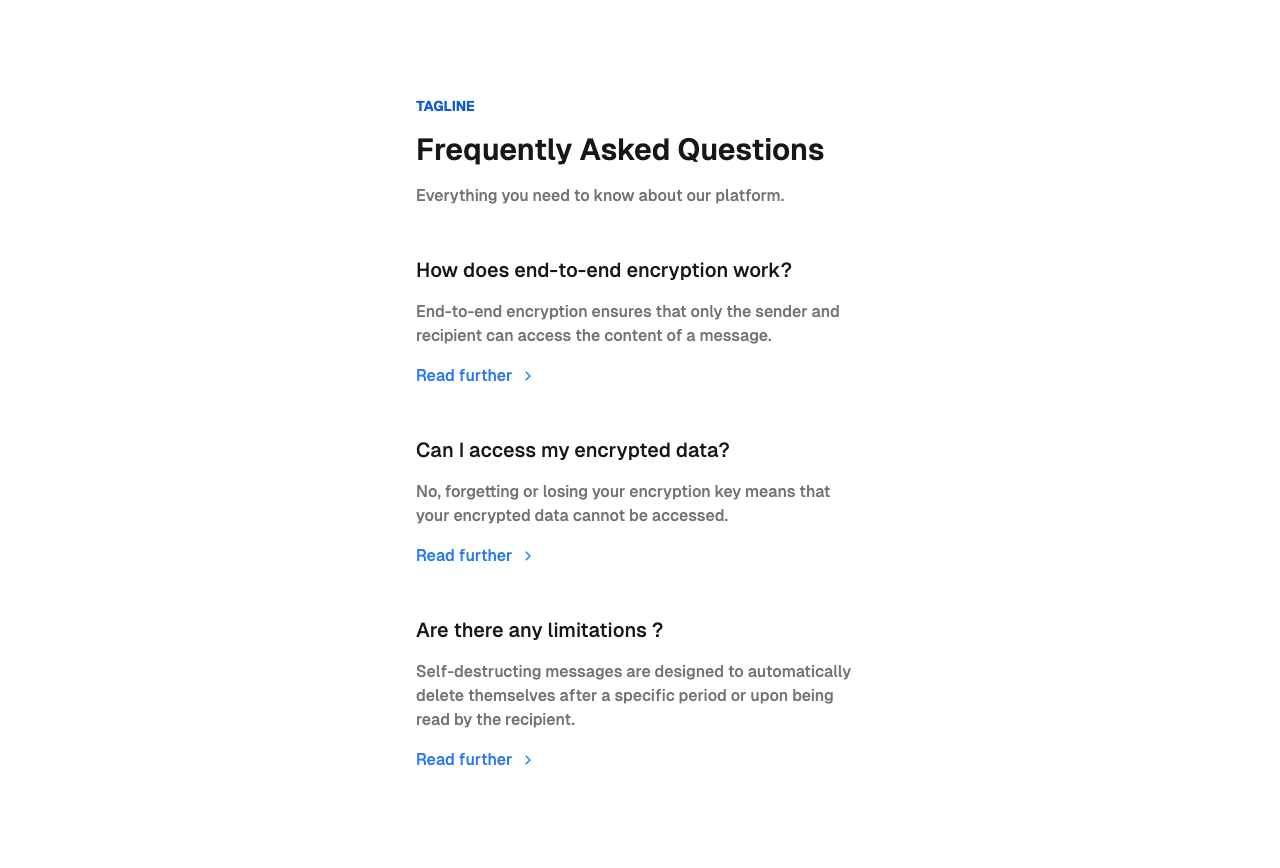 TAGLINE
Frequently Asked Questions
Everything you need to know about our platform.
How does end-to-end encryption work?
End-to-end encryption ensures that only the sender and
recipient can access the content of a message.
Read further
Can I access my encrypted data?
No, forgetting or losing your encryption key means that
your encrypted data cannot be accessed.
Read further
Are there any limitations ?
Self-destructing messages are designed to automatically
delete themselves after a specific period or upon being
read by the recipient.
Read further